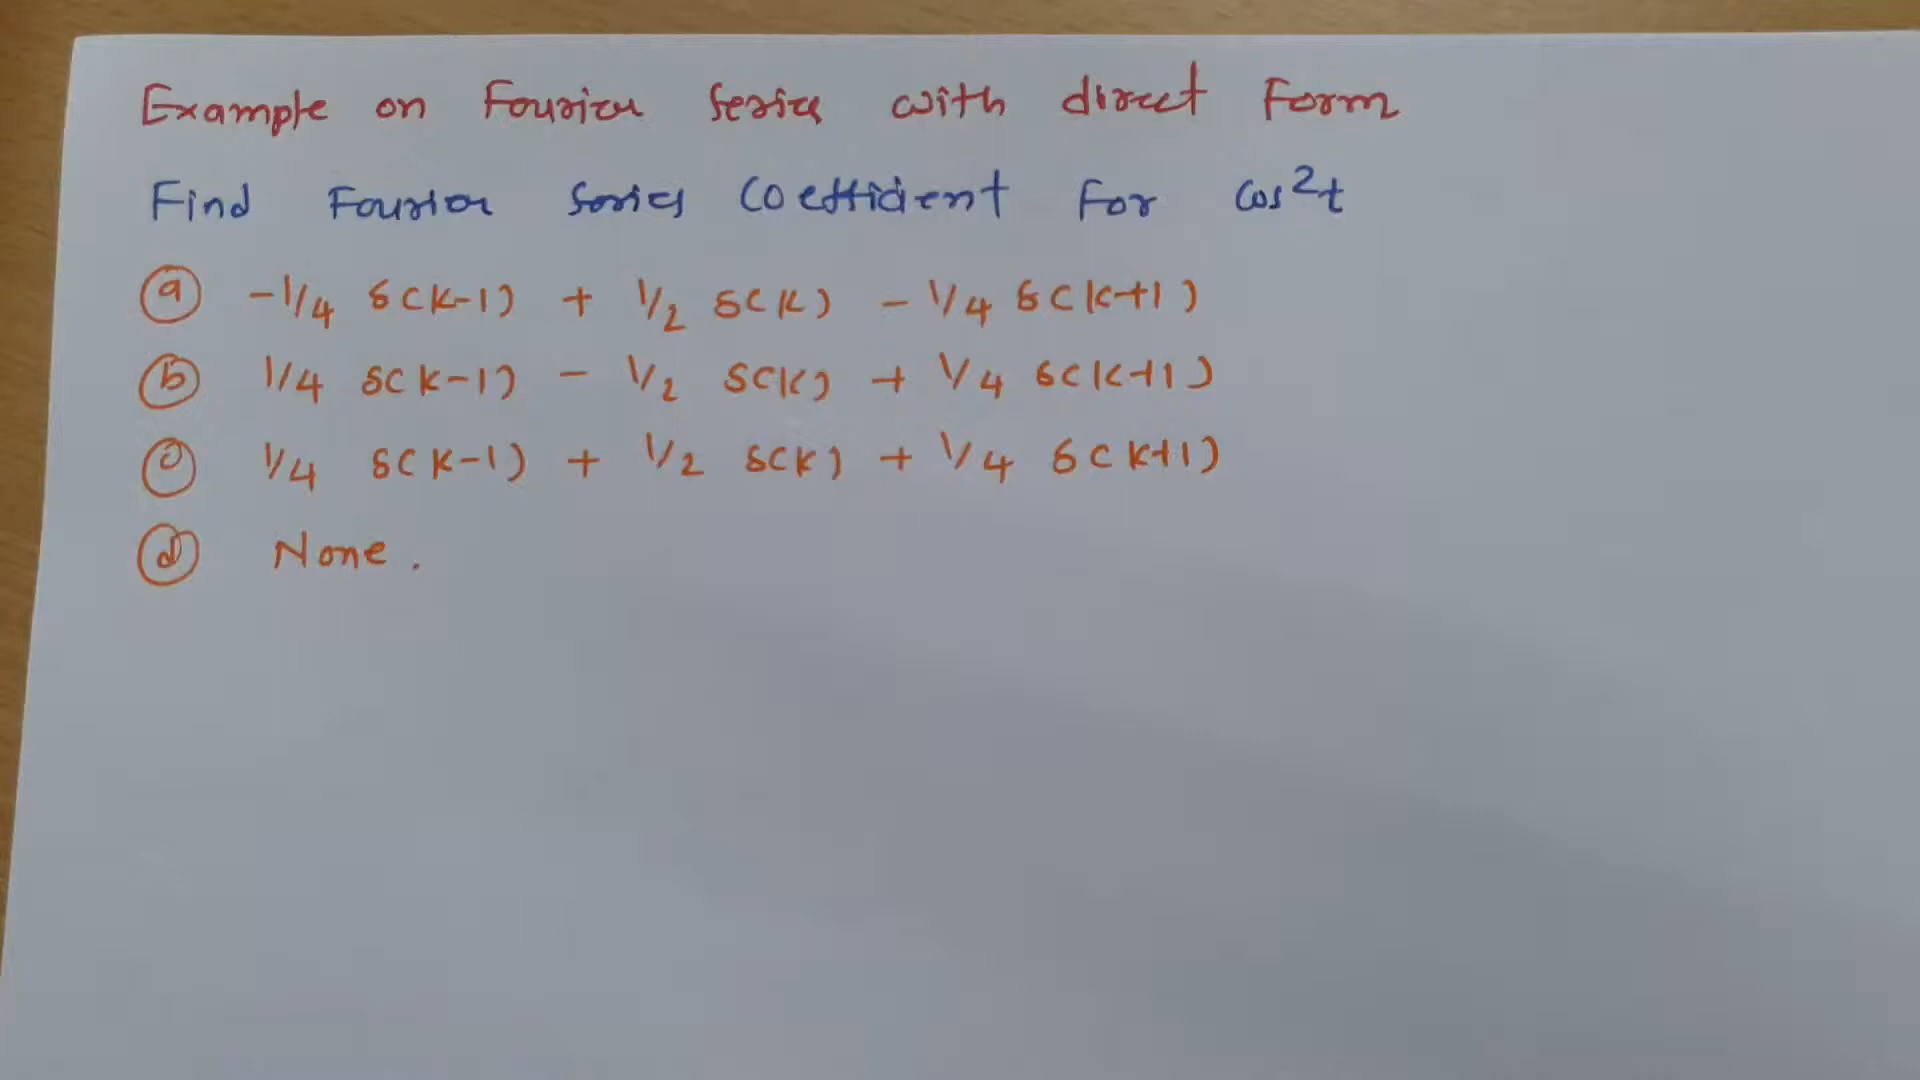 Example on Fourier Series with direct Form
Find Fourier Series Coefficient For Cos²t
(a) -1/4 δ(k-1) + 1/2 δ(k) - 1/4 δ(k+1)
(b) 1/4 δ(k-1) - 1/2 δ(k) + 1/4 δ(k+1)
(c) 1/4 δ(k-1) + 1/2 δ(k) + 1/4 δ(k+1)
(d) None.